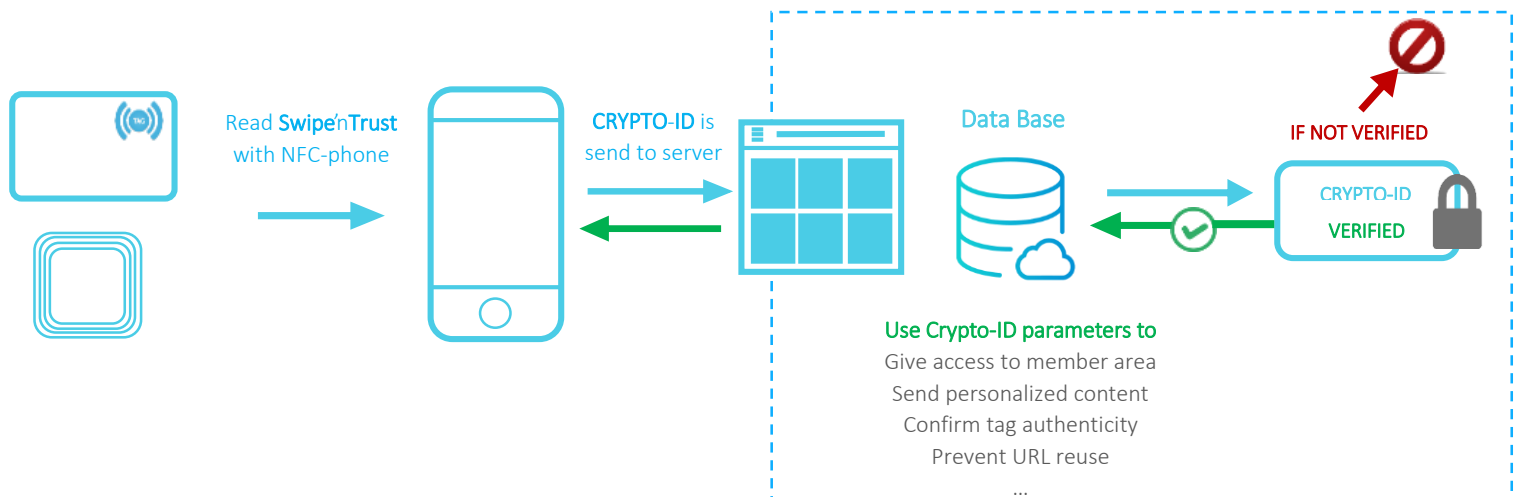 TAG
Read Swipe’nTrust
with NFC-phone
CRYPTO-ID is
send to server
Data Base
IF NOT VERIFIED
CRYPTO-ID
VERIFIED
Use Crypto-ID parameters to
Give access to member area
Send personalized content
Confirm tag authenticity
Prevent URL reuse
...